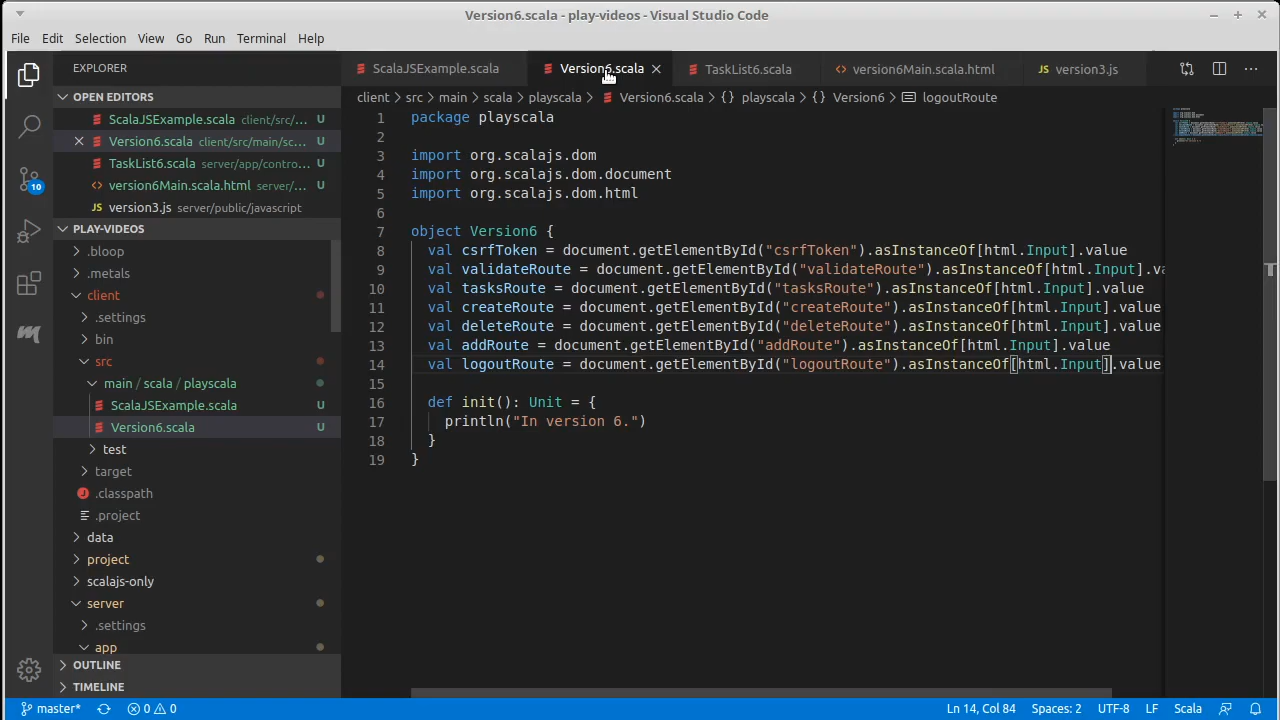 Version6.scala - play-videos - Visual Studio Code
File Edit Selection View Go Run Terminal Help
EXPLORER
ScalaJSExample.scala Version6.scala TaskList6.scala <> version6Main.scala.html JS version3.js
OPEN EDITORS
client > src > main > scala > playscala > Version6.scala > {} playscala > {} Version6 > logoutRoute
ScalaJSExample.scala client/src/... U
Version6.scala client/src/main/sc... U
TaskList6.scala server/app/contro... U
<> version6Main.scala.html server/... U
JS version3.js server/public/javascript
10
PLAY-VIDEOS
.bloop
.metals
client
.settings
bin
src
main / scala / playscala
ScalaJSExample.scala U
Version6.scala U
test
target
.classpath
.project
data
project
scalajs-only
server
.settings
app
OUTLINE
TIMELINE
1 package playscala
2
3 import org.scalajs.dom
4 import org.scalajs.dom.document
5 import org.scalajs.dom.html
6
7 object Version6 {
8 val csrfToken = document.getElementById("csrfToken").asInstanceOf[html.Input].value
9 val validateRoute = document.getElementById("validateRoute").asInstanceOf[html.Input].va
10 val tasksRoute = document.getElementById("tasksRoute").asInstanceOf[html.Input].value
11 val createRoute = document.getElementById("createRoute").asInstanceOf[html.Input].value
12 val deleteRoute = document.getElementById("deleteRoute").asInstanceOf[html.Input].value
13 val addRoute = document.getElementById("addRoute").asInstanceOf[html.Input].value
14 val logoutRoute = document.getElementById("logoutRoute").asInstanceOf[html.Input].value
15
16 def init(): Unit = {
17 println("In version 6.")
18 }
19 }
master* 0 0 Ln 14, Col 84 Spaces: 2 UTF-8 LF Scala